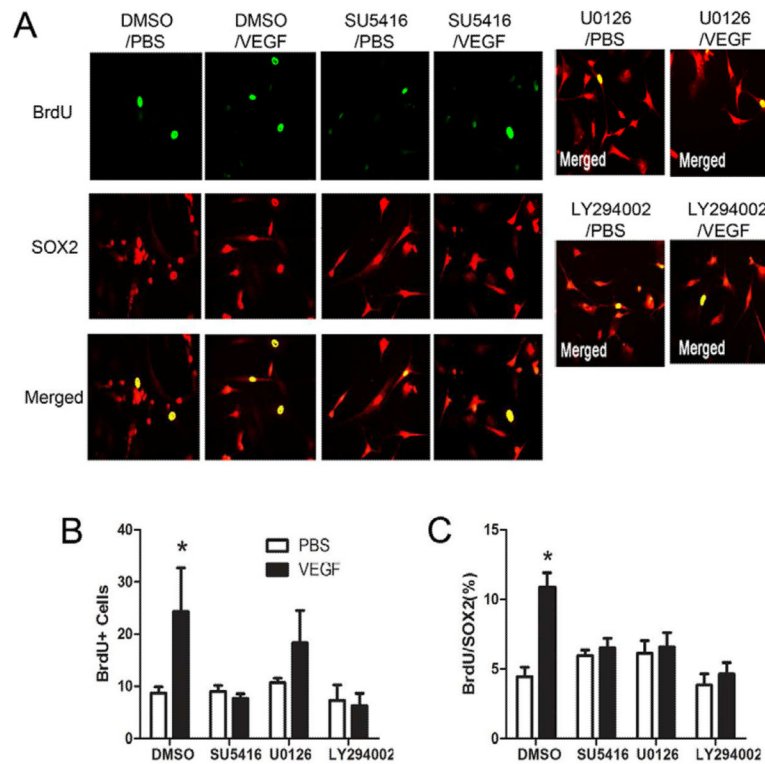 A
DMSO /PBS
DMSO /VEGF
SU5416 /PBS
SU5416 /VEGF
U0126 /PBS
U0126 /VEGF
BrdU
Merged
Merged
SOX2
LY294002 /PBS
LY294002 /VEGF
Merged
Merged
Merged
B
BrdU+ Cells
40
30
20
10
0
*
PBS
VEGF
DMSO
SU5416
U0126
LY294002
C
BrdU/SOX2(%)
15
10
5
0
*
DMSO
SU5416
U0126
LY294002